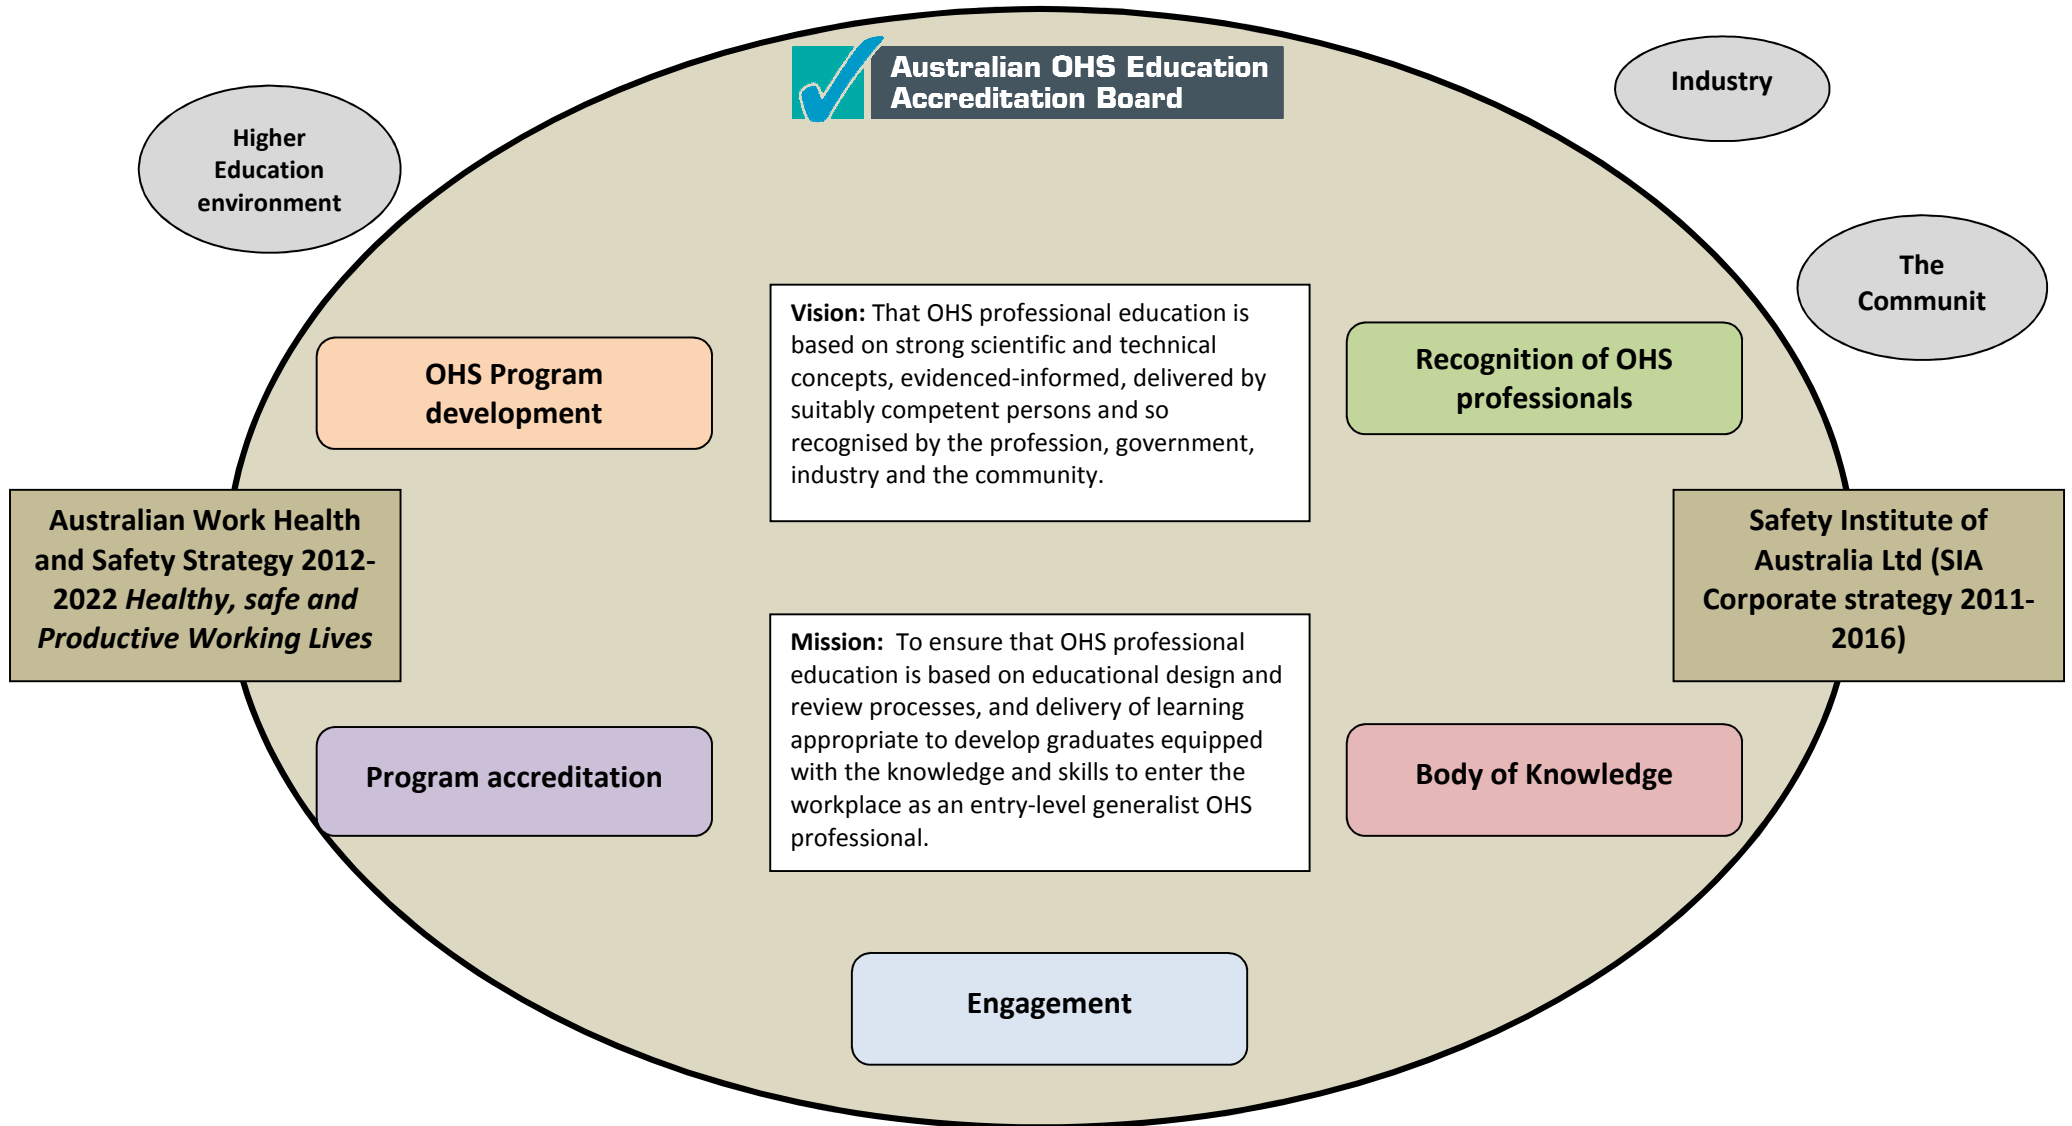 Australian OHS Education
Accreditation Board
Industry
Higher
Education
environment
The
Communit
Vision: That OHS professional education is
based on strong scientific and technical
concepts, evidenced-informed, delivered by
suitably competent persons and so
recognised by the profession, government,
industry and the community.
OHS Program
development
Recognition of OHS
professionals
Australian Work Health
and Safety Strategy 2012-
2022 Healthy, safe and
Productive Working Lives
Safety Institute of
Australia Ltd (SIA
Corporate strategy 2011-
2016)
Mission: To ensure that OHS professional
education is based on educational design and
review processes, and delivery of learning
appropriate to develop graduates equipped
with the knowledge and skills to enter the
workplace as an entry-level generalist OHS
professional.
Program accreditation
Body of Knowledge
Engagement